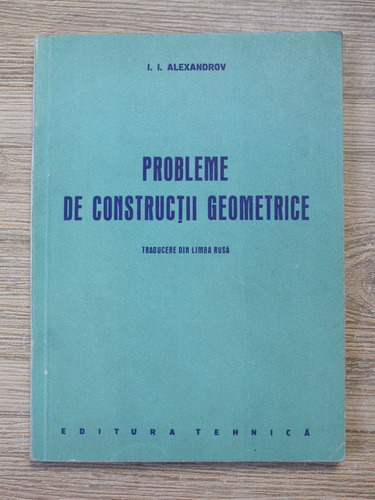 I. I. ALEXANDROV
PROBLEME
DE CONSTRUCȚII GEOMETRICE
TRADUCERE DIN LIMBA RUSĂ
EDITURA TEHNICĂ